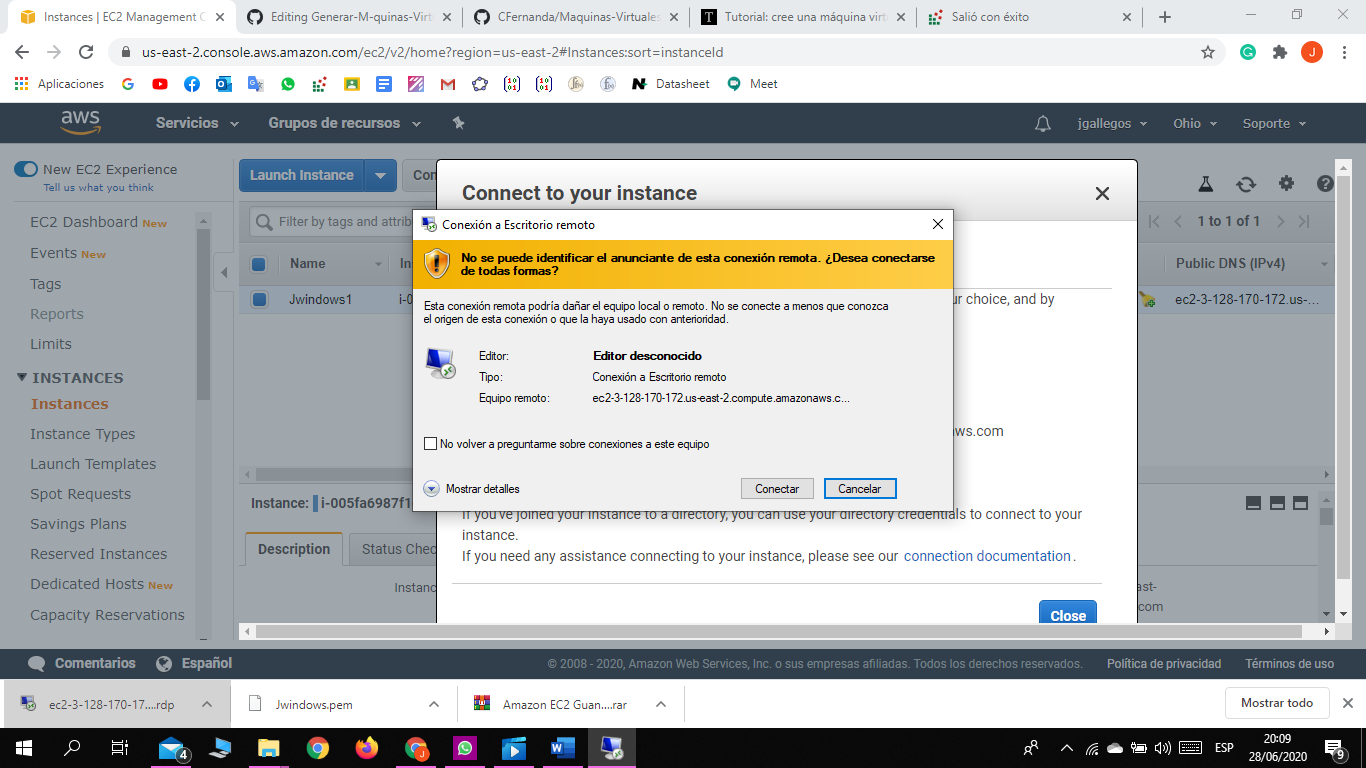 Instances | EC2 Management C
Editing Generar-M-quinas-Virtu
CFernanda/Maquinas-Virtuales
Tutorial: cree una máquina virt
Salió con éxito
us-east-2.console.aws.amazon.com/ec2/v2/home?region=us-east-2#Instances:sort=instanceId
Aplicaciones
Datasheet
Meet
aws
Servicios
Grupos de recursos
jgallegos
Ohio
Soporte
New EC2 Experience
Tell us what you think
EC2 Dashboard New
Events New
Tags
Reports
Limits
INSTANCES
Instances
Instance Types
Launch Templates
Spot Requests
Savings Plans
Reserved Instances
Dedicated Hosts New
Capacity Reservations
Launch Instance
Con
Filter by tags and attrib
1 to 1 of 1
Name
In
Public DNS (IPv4)
Jwindows1
i-0
ec2-3-128-170-172.us-...
Connect to your instance
ur choice, and by
ws.com
Conexión a Escritorio remoto
No se puede identificar el anunciante de esta conexión remota. ¿Desea conectarse
de todas formas?
Esta conexión remota podría dañar el equipo local o remoto. No se conecte a menos que conozca
el origen de esta conexión o que la haya usado con anterioridad.
Editor:
Editor desconocido
Tipo:
Conexión a Escritorio remoto
Equipo remoto:
ec2-3-128-170-172.us-east-2.compute.amazonaws.c...
No volver a preguntarme sobre conexiones a este equipo
Mostrar detalles
Conectar
Cancelar
If you've joined your instance to a directory, you can use your directory credentials to connect to your
instance.
If you need any assistance connecting to your instance, please see our connection documentation.
Close
Instance: i-005fa6987f1
Description
Status Chec
Instanc
ast-
com
Comentarios
Español
© 2008 - 2020, Amazon Web Services, Inc. o sus empresas afiliadas. Todos los derechos reservados.
Política de privacidad
Términos de uso
ec2-3-128-170-17....rdp
Jwindows.pem
Amazon EC2 Guan....rar
Mostrar todo
4
ESP
20:09
28/06/2020
9